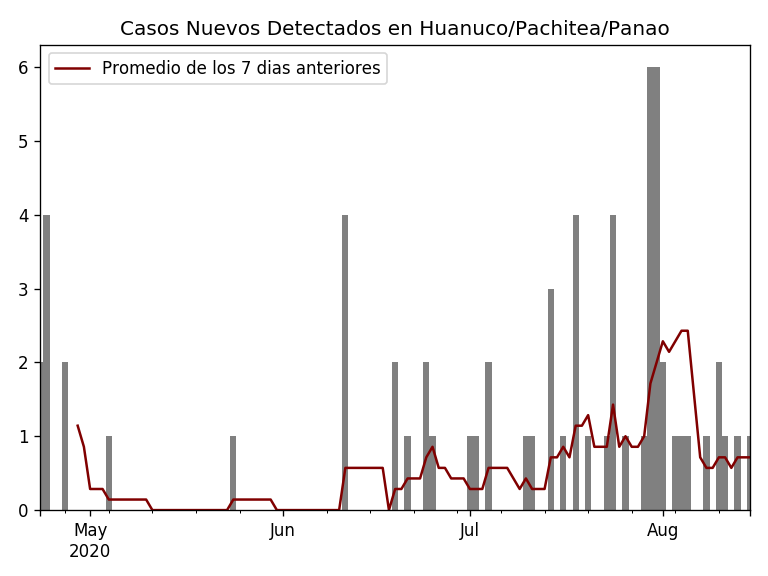 Casos Nuevos Detectados en Huanuco/Pachitea/Panao
Promedio de los 7 dias anteriores
6
5
4
3
2
1
0
May Jun Jul Aug
2020